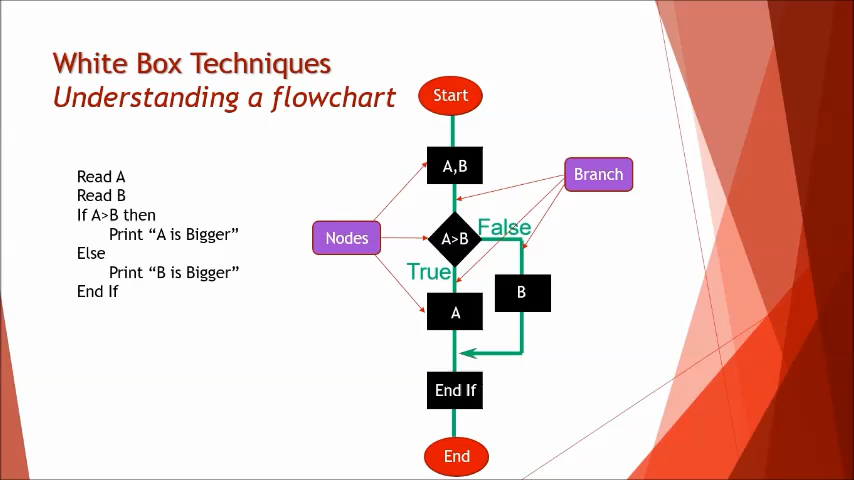 White Box Techniques
Understanding a flowchart
Read A
Read B
If A>B then
Print “A is Bigger”
Else
Print “B is Bigger”
End If
Start
A,B
Branch
Nodes
A>B
False
True
B
A
End If
End